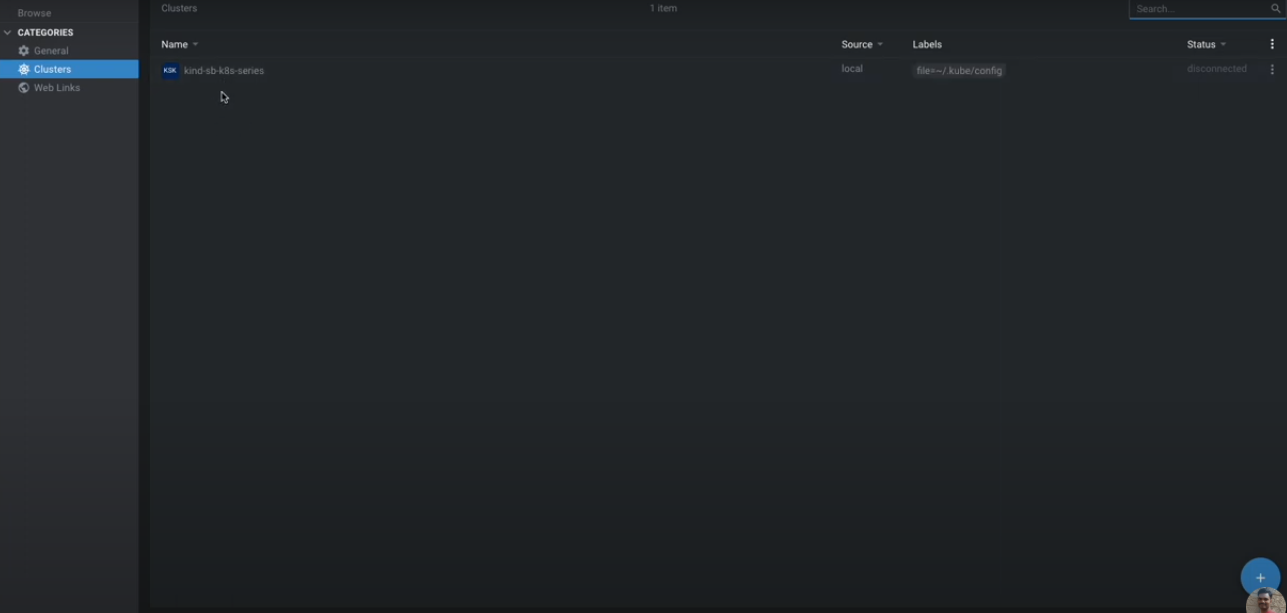 Browse
CATEGORIES
General
Clusters
Web Links
Clusters 1 item Search...
Name Source Labels Status
KSK kind-sb-k8s-series local file=~/.kube/config disconnected